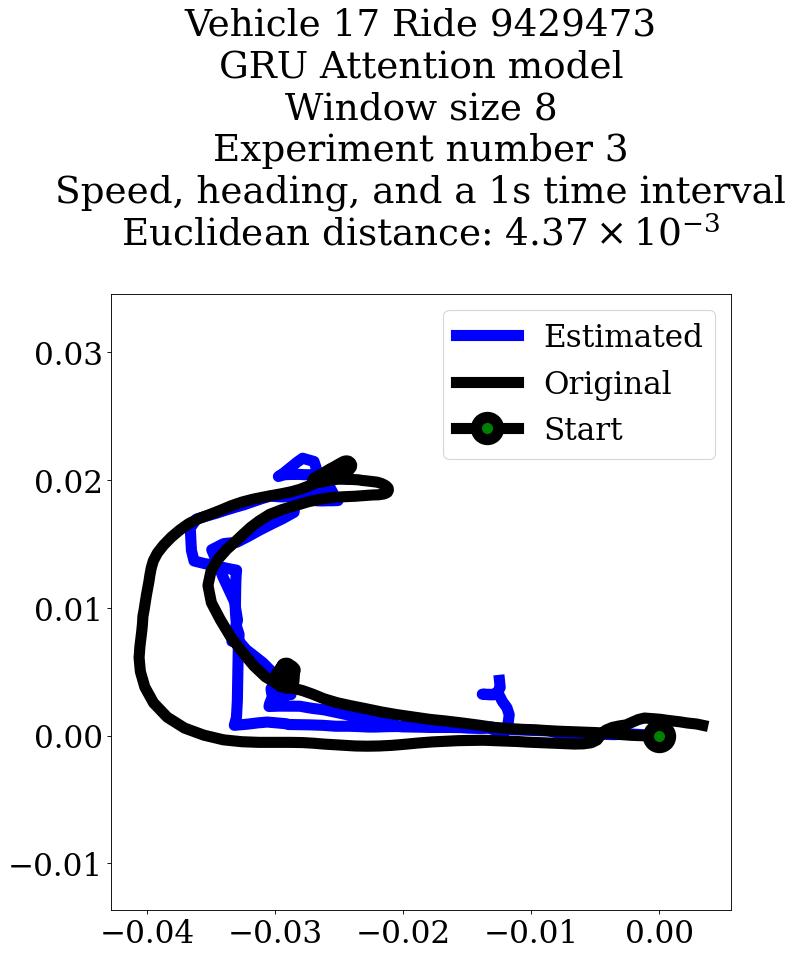 Vehicle 17 Ride 9429473
GRU Attention model
Window size 8
Experiment number 3
Speed, heading, and a 1s time interval
Euclidean distance: 4.37 × 10⁻³
Estimated
Original
Start
0.03
0.02
0.01
0.00
−0.01
−0.04 −0.03 −0.02 −0.01 0.00